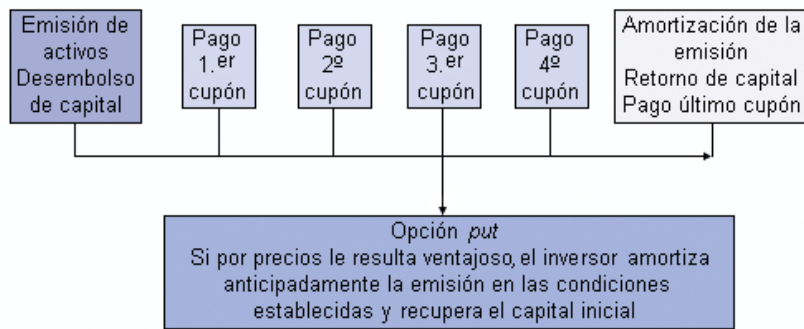 Emisión de
activos
Desembolso
de capital
Pago
1.er
cupón
Pago
2º
cupón
Pago
3.er
cupón
Pago
4º
cupón
Amortización de la
emisión
Retorno de capital
Pago último cupón
Opción put
Si por precios le resulta ventajoso, el inversor amortiza
anticipadamente la emisión en las condiciones
establecidas y recupera el capital inicial